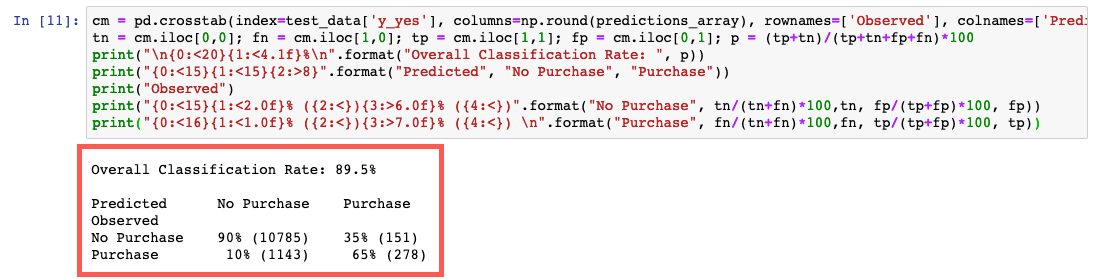 In [11]: cm = pd.crosstab(index=test_data['y_yes'], columns=np.round(predictions_array), rownames=['Observed'], colnames=['Predi
tn = cm.iloc[0,0]; fn = cm.iloc[1,0]; tp = cm.iloc[1,1]; fp = cm.iloc[0,1]; p = (tp+tn)/(tp+tn+fp+fn)*100
print("\n{0:<20}{1:<4.1f}%\n".format("Overall Classification Rate: ", p))
print("{0:<15}{1:<15}{2:>8}".format("Predicted", "No Purchase", "Purchase"))
print("Observed")
print("{0:<15}{1:<2.0f}% ({2:<}){3:>6.0f}% ({4:<})".format("No Purchase", tn/(tn+fn)*100,tn, fp/(tp+fp)*100, fp))
print("{0:<16}{1:<1.0f}% ({2:<}){3:>7.0f}% ({4:<}) \n".format("Purchase", fn/(tn+fn)*100,fn, tp/(tp+fp)*100, tp))
Overall Classification Rate: 89.5%
Predicted No Purchase Purchase
Observed
No Purchase 90% (10785) 35% (151)
Purchase 10% (1143) 65% (278)